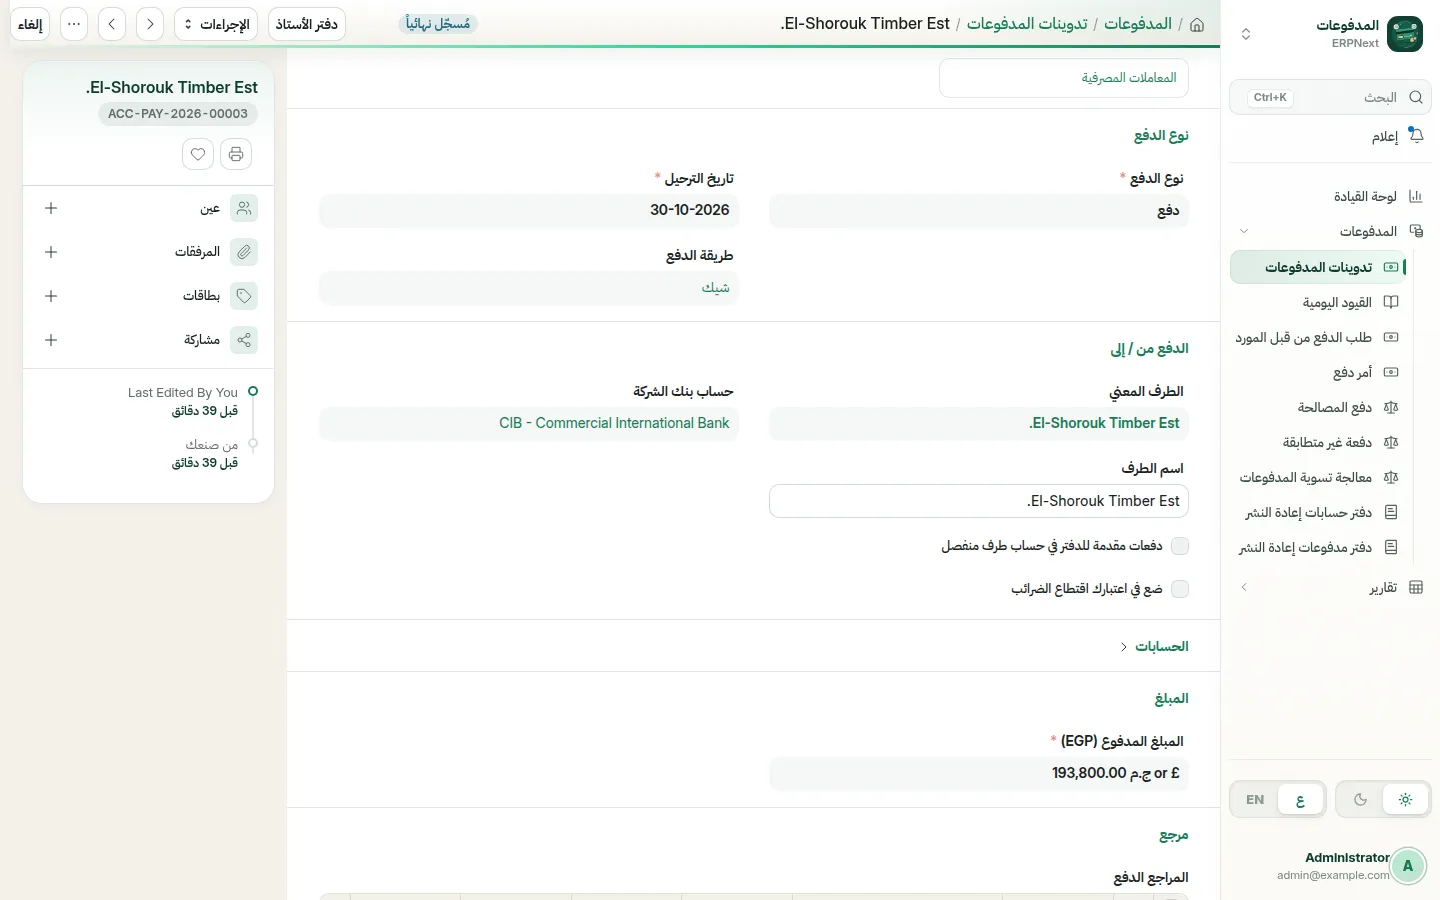 المدفوعات
ERPNext
البحث
Ctrl+K
إعلام
لوحة القيادة
المدفوعات
تدوينات المدفوعات
القيود اليومية
طلب الدفع من قبل المورد
أمر دفع
دفع المصالحة
دفعة غير متطابقة
معالجة تسوية المدفوعات
دفتر حسابات إعادة النشر
دفتر مدفوعات إعادة النشر
تقارير
ع
EN
Administrator
admin@example.com
A
/ المدفوعات / تدوينات المدفوعات / El-Shorouk Timber Est.
مُسجّل نهائياً
دفتر الأستاذ
الإجراءات
إلغاء
المعاملات المصرفية
نوع الدفع
نوع الدفع *
دفع
تاريخ الترحيل *
30-10-2026
طريقة الدفع
شيك
الدفع من / إلى
الطرف المعني
El-Shorouk Timber Est.
حساب بنك الشركة
CIB - Commercial International Bank
اسم الطرف
El-Shorouk Timber Est.
دفعات مقدمة للدفتر في حساب طرف منفصل
ضع في اعتبارك اقتطاع الضرائب
الحسابات
المبلغ
المبلغ المدفوع (EGP) *
£ or ج.م 193,800.00
مرجع
المراجع الدفع
El-Shorouk Timber Est.
ACC-PAY-2026-00003
عين
المرفقات
بطاقات
مشاركة
Last Edited By You
قبل 39 دقائق
من صنعك
قبل 39 دقائق